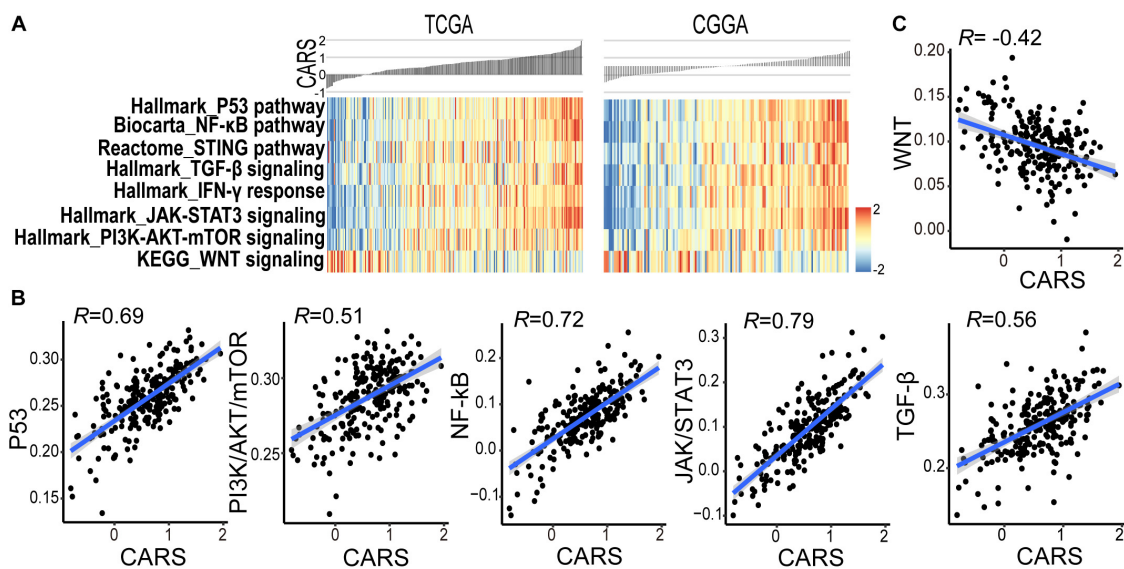 A
TCGA
CGGA
CARS
2
1
0
-1
Hallmark_P53 pathway
Biocarta_NF-κB pathway
Reactome_STING pathway
Hallmark_TGF-β signaling
Hallmark_IFN-γ response
Hallmark_JAK-STAT3 signaling
Hallmark_PI3K-AKT-mTOR signaling
KEGG_WNT signaling
2
-2
C
R= -0.42
WNT
0.20
0.15
0.10
0.05
0.00
0 1 2
CARS
B
R=0.69
P53
0.30
0.25
0.20
0.15
0 1 2
CARS
R=0.51
PI3K/AKT/mTOR
0.30
0.25
0 1 2
CARS
R=0.72
NF-kB
0.2
0.1
0.0
−0.1
0 1 2
CARS
R=0.79
JAK/STAT3
0.3
0.2
0.1
0.0
−0.1
0 1 2
CARS
R=0.56
TGF-β
0.3
0.2
0 1 2
CARS